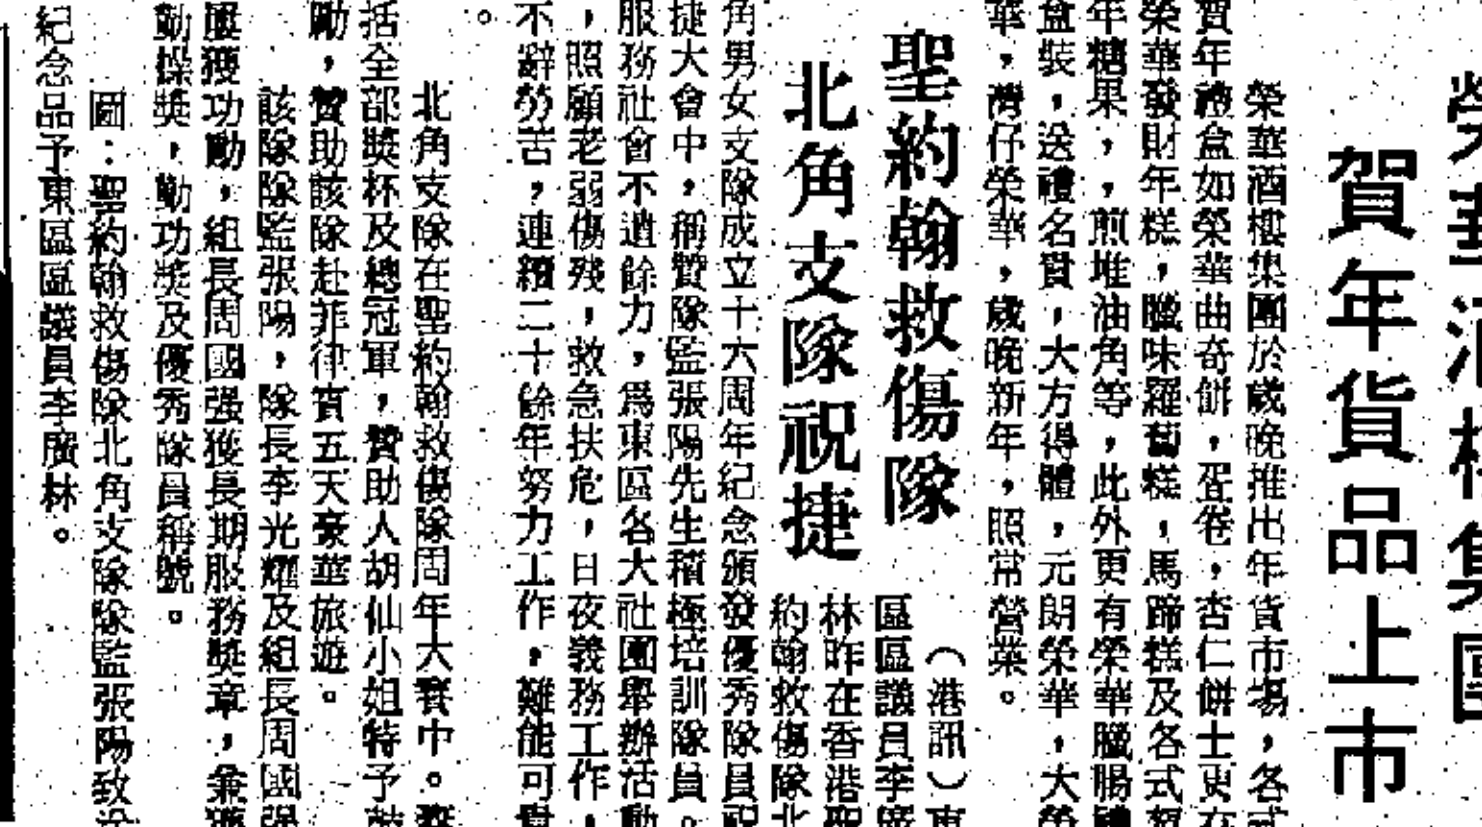 榮華酒樓集團
賀年貨品上市
榮華酒樓集團於歲晚推出年貨市場，各式
賀年禮盒如榮華曲奇餅，蛋卷，杏仁餅士更有
榮華發財年糕，臘味蘿蔔糕，馬蹄糕及各式賀
年糖果，煎堆油角等，此外更有榮華臘腸禮
盒裝，送禮名貴，大方得體，元朗榮華，大榮
華，灣仔榮華，歲晚新年，照常營業。
聖約翰救傷隊
北角支隊祝捷
（港訊）東
區區議員李廣
林昨在香港聖
約翰救傷隊北
角男女支隊成立十六周年紀念頒發優秀隊員祝
捷大會中，稱贊隊監張陽先生積極培訓隊員。
服務社會不遺餘力，爲東區各大社團舉辦活動
，照顧老弱傷殘，救急扶危，日夜義務工作，
不辭勞苦，連續二十餘年努力工作，難能可貴
。
北角支隊在聖約翰救傷隊周年大賽中。奪
括全部獎杯及總冠軍，贊助人胡仙小姐特予鼓
勵，贊助該隊赴菲律賓五天豪華旅遊。
該隊隊監張陽，隊長李光耀及組長周國强
屢獲功勳，組長周國强獲長期服務獎章，兼獲
勳操獎，勤功獎及優秀隊員稱號。
圖：聖約翰救傷隊北角支隊隊監張陽致送
紀念品予東區區議員李廣林。